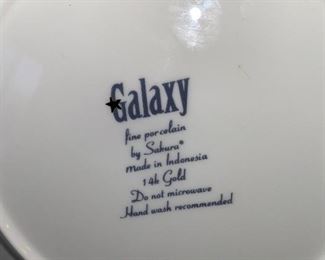 Galaxy
fine porcelain
by Sakura®
made in Indonesia
14k Gold
Do not microwave
Hand wash recommended